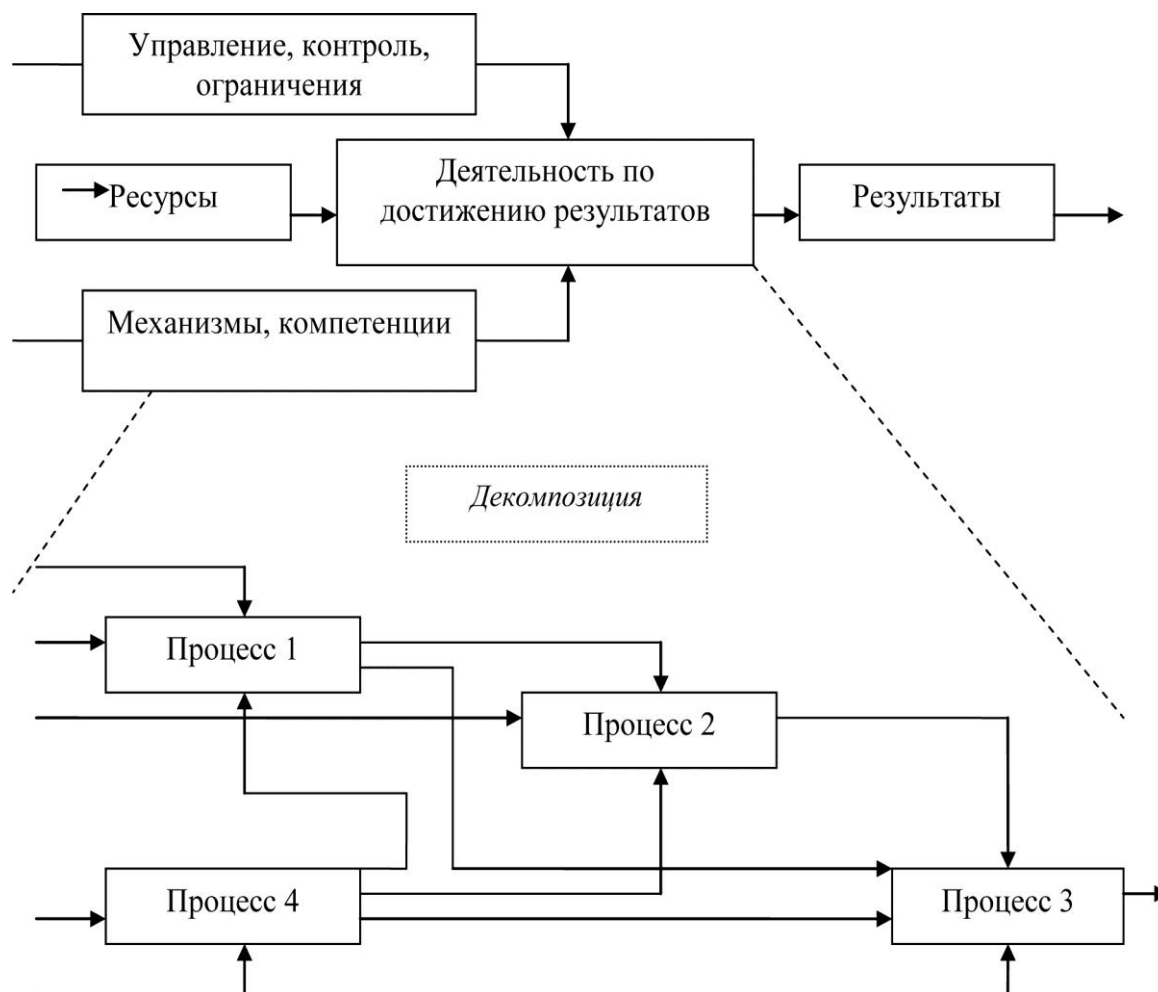 Управление, контроль,
ограничения
Ресурсы
Деятельность по
достижению результатов
Результаты
Механизмы, компетенции
Декомпозиция
Процесс 1
Процесс 2
Процесс 4
Процесс 3